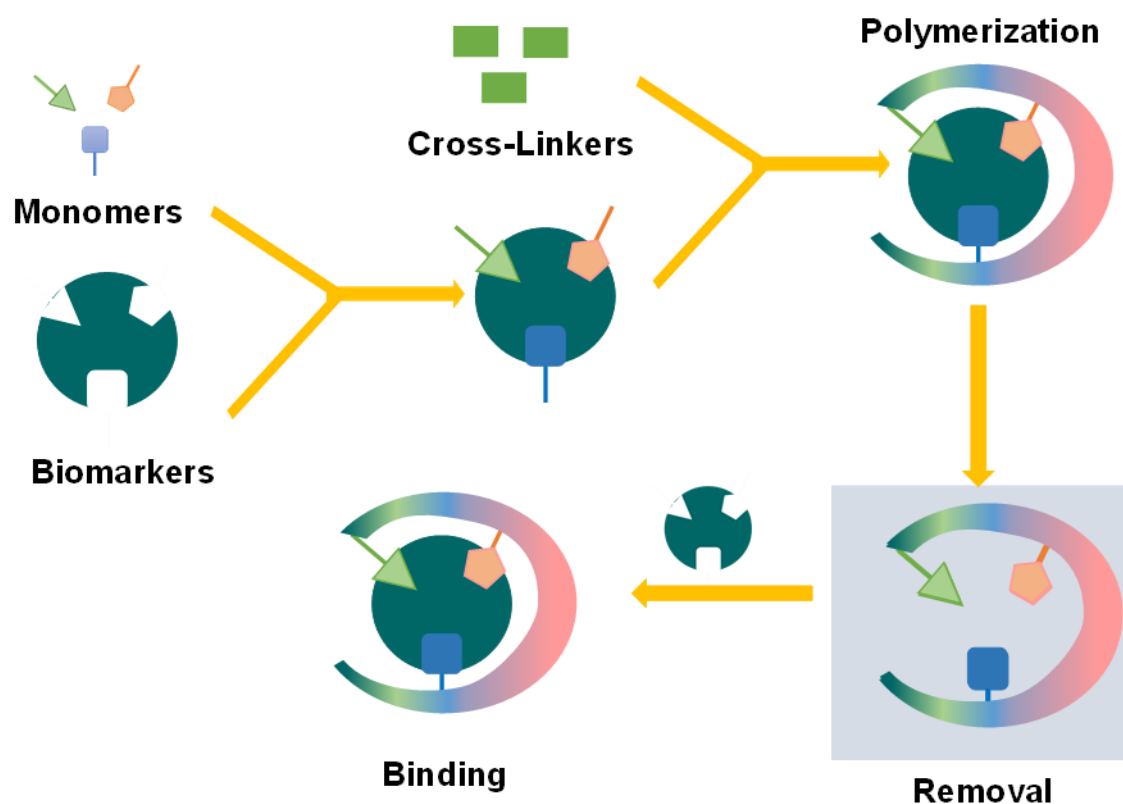 Polymerization
Cross-Linkers
Monomers
Biomarkers
Binding
Removal